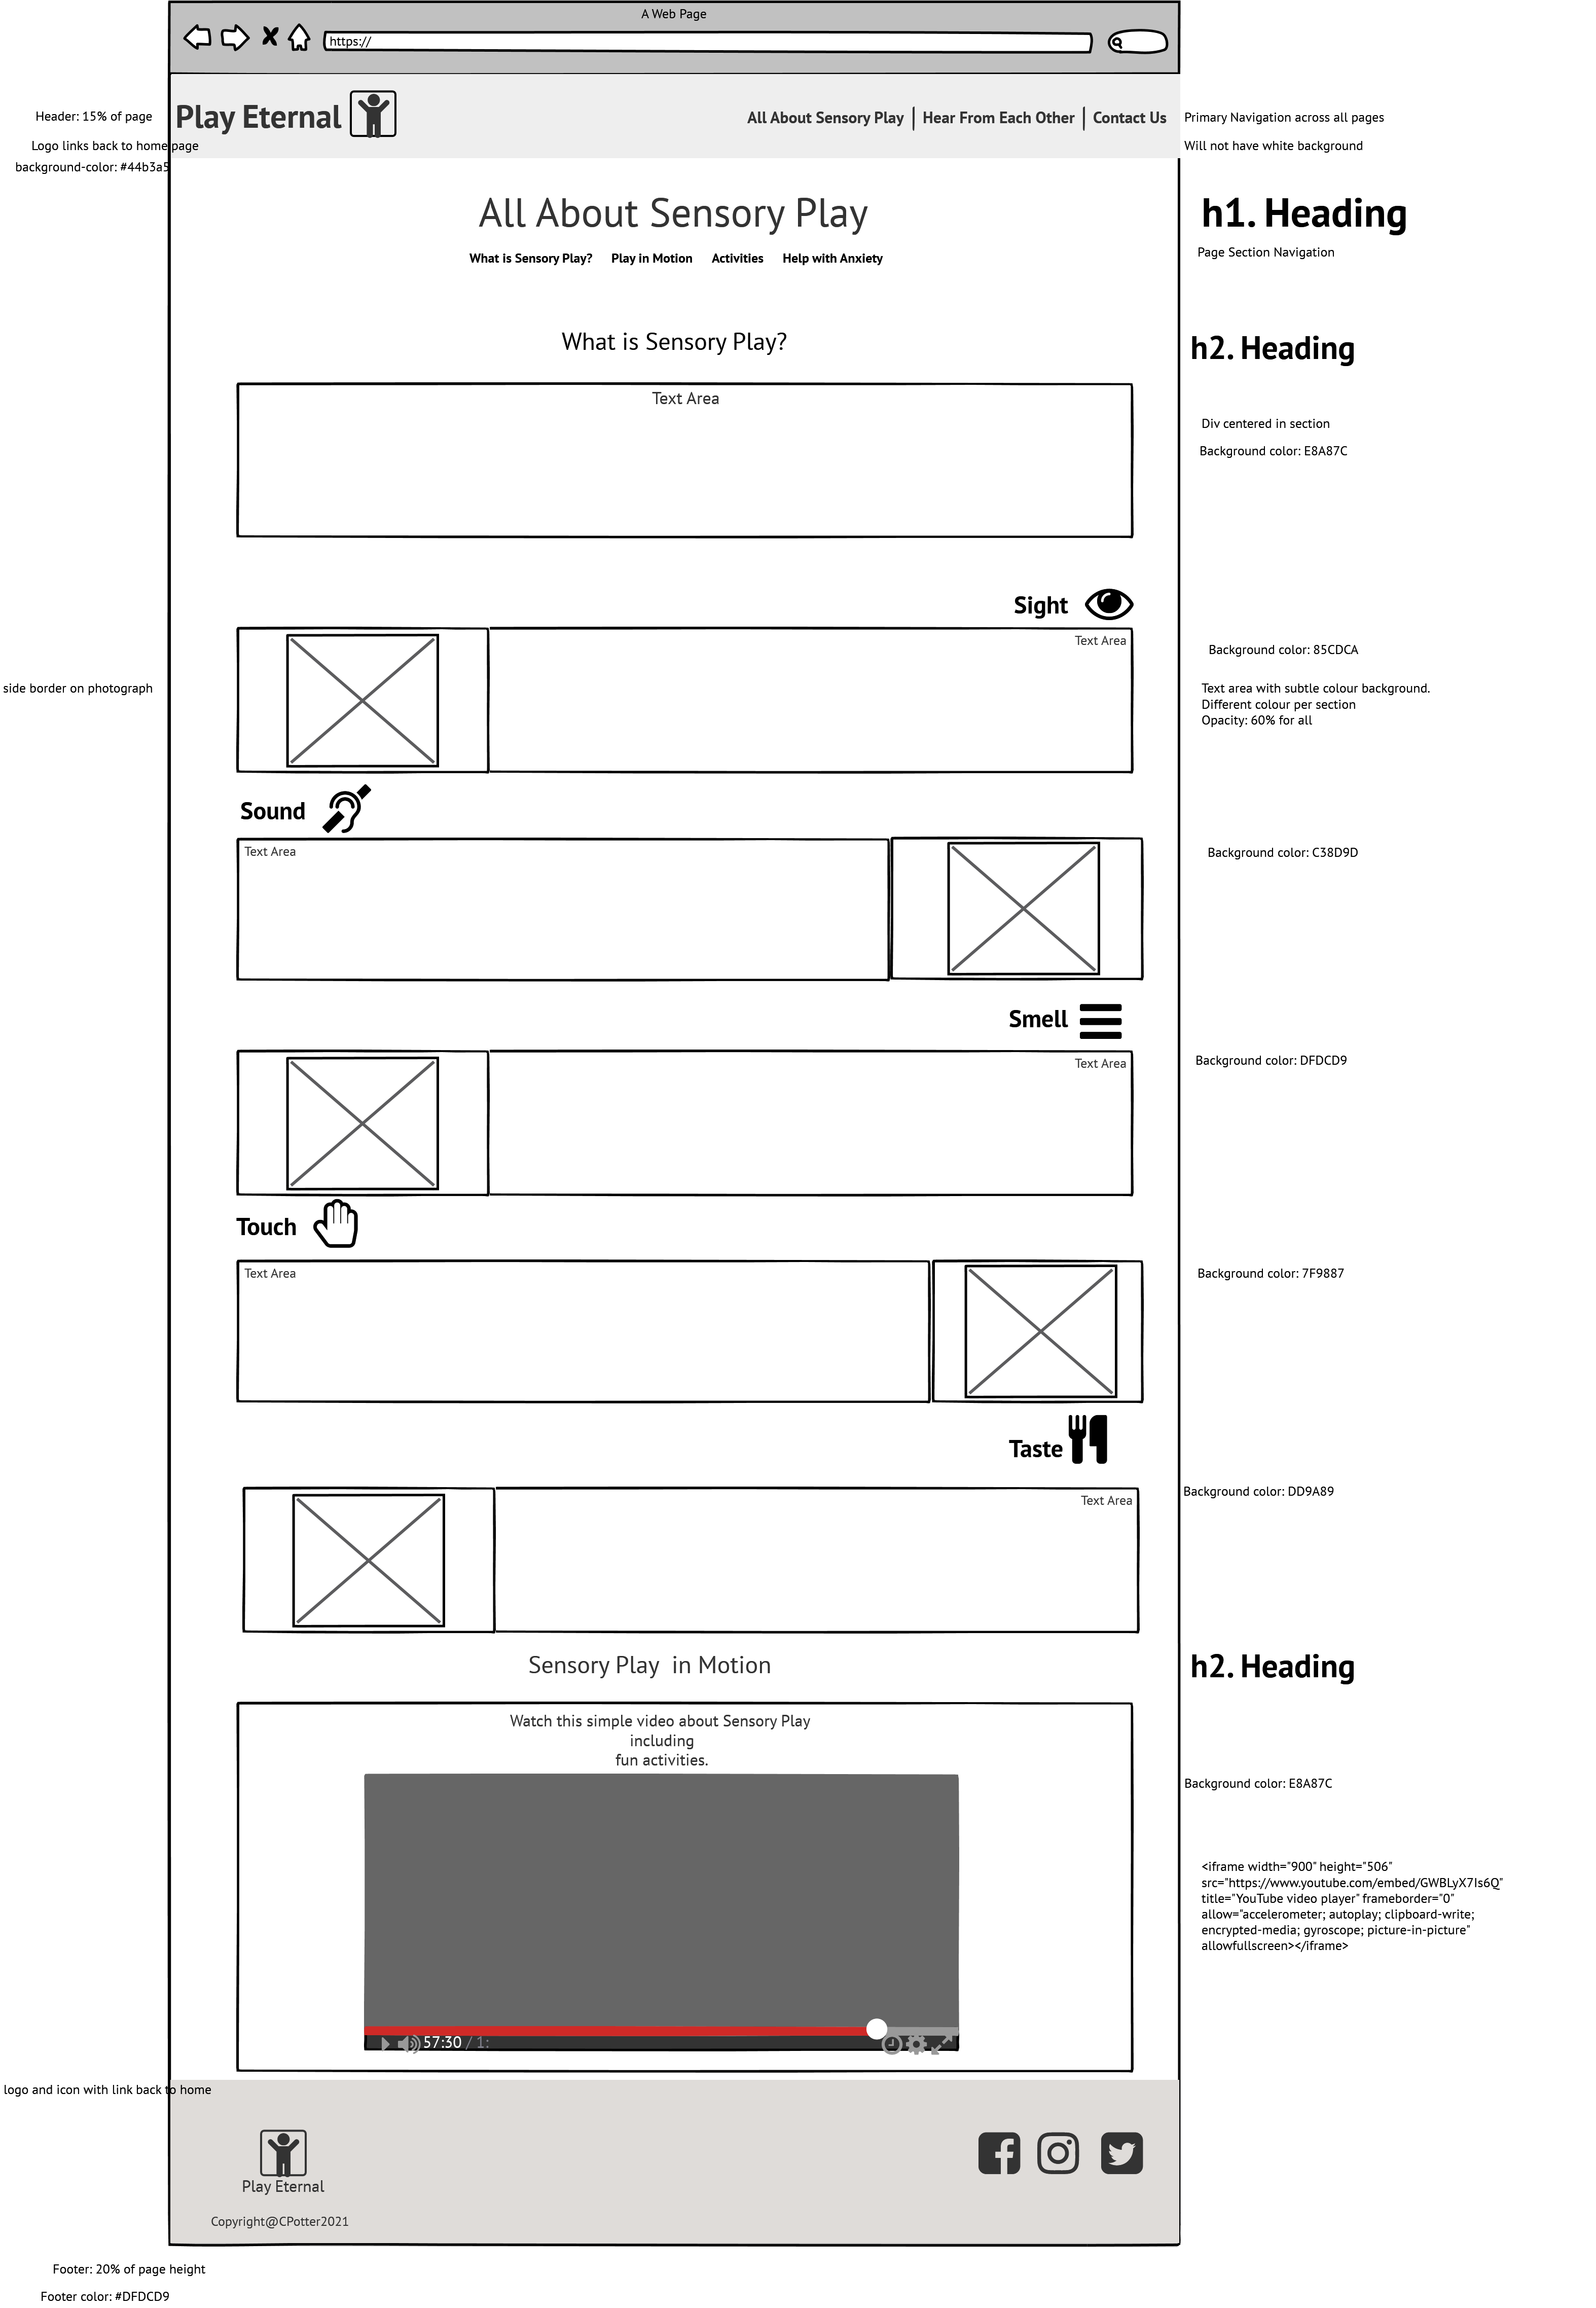 A Web Page
https://
Header: 15% of page
Play Eternal
All About Sensory Play
Hear From Each Other
Contact Us
Primary Navigation across all pages
Logo links back to home page
Will not have white background
background-color: #44b3a5
All About Sensory Play
h1. Heading
What is Sensory Play?
Play in Motion
Activities
Help with Anxiety
Page Section Navigation
What is Sensory Play?
h2. Heading
Text Area
Div centered in section
Background color: E8A87C
Sight
Text Area
Background color: 85CDCA
side border on photograph
Text area with subtle colour background.
Different colour per section
Opacity: 60% for all
Sound
Text Area
Background color: C38D9D
Smell
Text Area
Background color: DFDCD9
Touch
Text Area
Background color: 7F9887
Taste
Text Area
Background color: DD9A89
Sensory Play  in Motion
h2. Heading
Watch this simple video about Sensory Play
including
fun activities.
Background color: E8A87C
<iframe width="900" height="506"
src="https://www.youtube.com/embed/GWBLyX7Is6Q"
title="YouTube video player" frameborder="0"
allow="accelerometer; autoplay; clipboard-write;
encrypted-media; gyroscope; picture-in-picture"
allowfullscreen></iframe>
57:30 / 1:
logo and icon with link back to home
Play Eternal
Copyright@CPotter2021
Footer: 20% of page height
Footer color: #DFDCD9